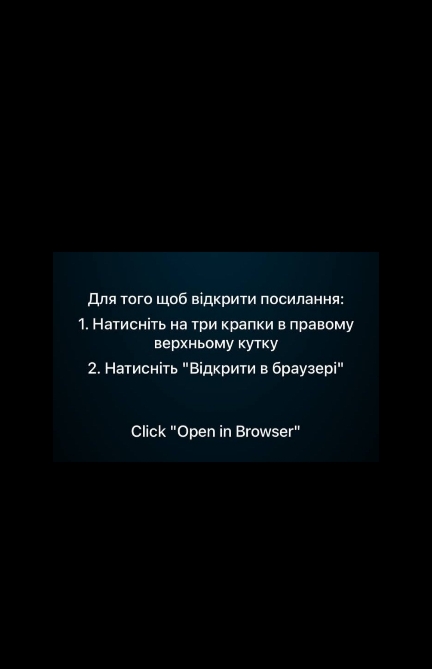 Для того щоб відкрити посилання:
1. Натисніть на три крапки в правому
верхньому кутку
2. Натисніть "Відкрити в браузері"
Click "Open in Browser"